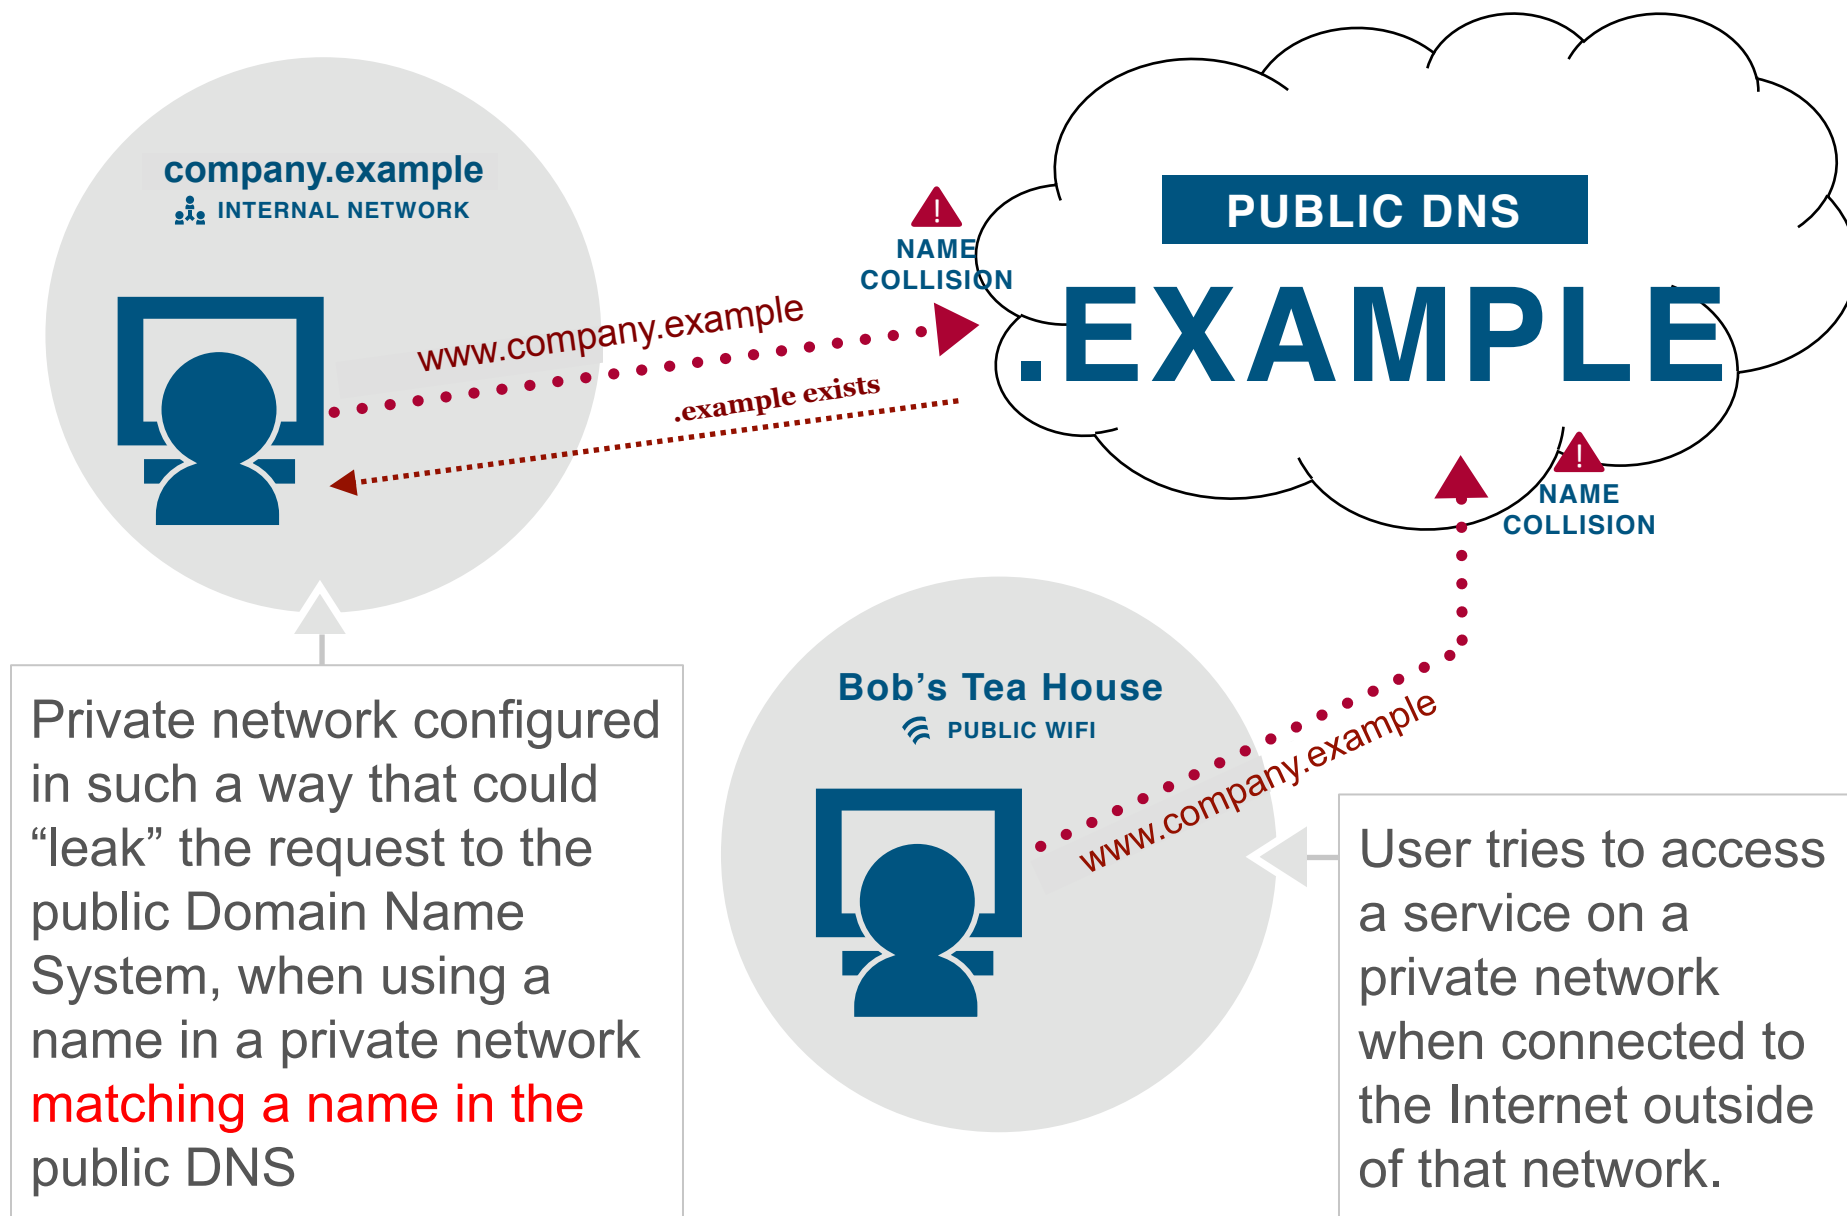 company.example
INTERNAL NETWORK
NAME
COLLISION
PUBLIC DNS
.EXAMPLE
www.company.example
.example exists
NAME
COLLISION
Private network configured
in such a way that could
“leak” the request to the
public Domain Name
System, when using a
name in a private network
matching a name in the
public DNS
Bob’s Tea House
PUBLIC WIFI
www.company.example
User tries to access
a service on a
private network
when connected to
the Internet outside
of that network.